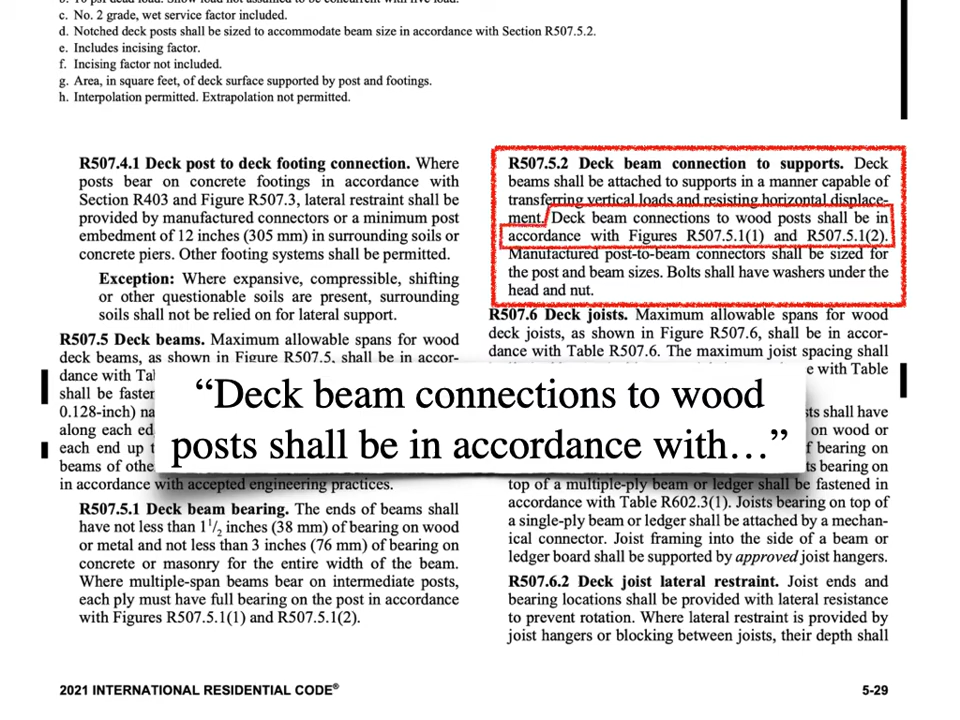 b. 10 psf dead load. Snow load not assumed to be concurrent with live load.
c. No. 2 grade, wet service factor included.
d. Notched deck posts shall be sized to accommodate beam size in accordance with Section R507.5.2.
e. Includes incising factor.
f. Incising factor not included.
g. Area, in square feet, of deck surface supported by post and footings.
h. Interpolation permitted. Extrapolation not permitted.
R507.4.1 Deck post to deck footing connection. Where
posts bear on concrete footings in accordance with
Section R403 and Figure R507.3, lateral restraint shall be
provided by manufactured connectors or a minimum post
embedment of 12 inches (305 mm) in surrounding soils or
concrete piers. Other footing systems shall be permitted.
Exception: Where expansive, compressible, shifting
or other questionable soils are present, surrounding
soils shall not be relied on for lateral support.
R507.5 Deck beams. Maximum allowable spans for wood
deck beams, as shown in Figure R507.5, shall be in accor-
dance with
shall be
0.128-inch)
along each
each end up
beams of
in accordance with accepted engineering practices.
R507.5.1 Deck beam bearing. The ends of beams shall
have not less than 1 1/2 inches (38 mm) of bearing on wood
or metal and not less than 3 inches (76 mm) of bearing on
concrete or masonry for the entire width of the beam.
Where multiple-span beams bear on intermediate posts,
each ply must have full bearing on the post in accordance
with Figures R507.5.1(1) and R507.5.1(2).
R507.5.2 Deck beam connection to supports. Deck
beams shall be attached to supports in a manner capable of
transferring vertical loads and resisting horizontal displace-
ment. Deck beam connections to wood posts shall be in
accordance with Figures R507.5.1(1) and R507.5.1(2).
Manufactured post-to-beam connectors shall be sized for
the post and beam sizes. Bolts shall have washers under the
head and nut.
R507.6 Deck joists. Maximum allowable spans for wood
deck joists, as shown in Figure R507.6, shall be in accor-
dance with Table R507.6. The maximum joist spacing shall
with Table
shall have
on wood or
bearing on
bearing on
top of a multiple-ply beam or ledger shall be fastened in
accordance with Table R602.3(1). Joists bearing on top of
a single-ply beam or ledger shall be attached by a mechan-
ical connector. Joist framing into the side of a beam or
ledger board shall be supported by approved joist hangers.
R507.6.2 Deck joist lateral restraint. Joist ends and
bearing locations shall be provided with lateral resistance
to prevent rotation. Where lateral restraint is provided by
joist hangers or blocking between joists, their depth shall
“Deck beam connections to wood
posts shall be in accordance with…”
2021 INTERNATIONAL RESIDENTIAL CODE®
5-29